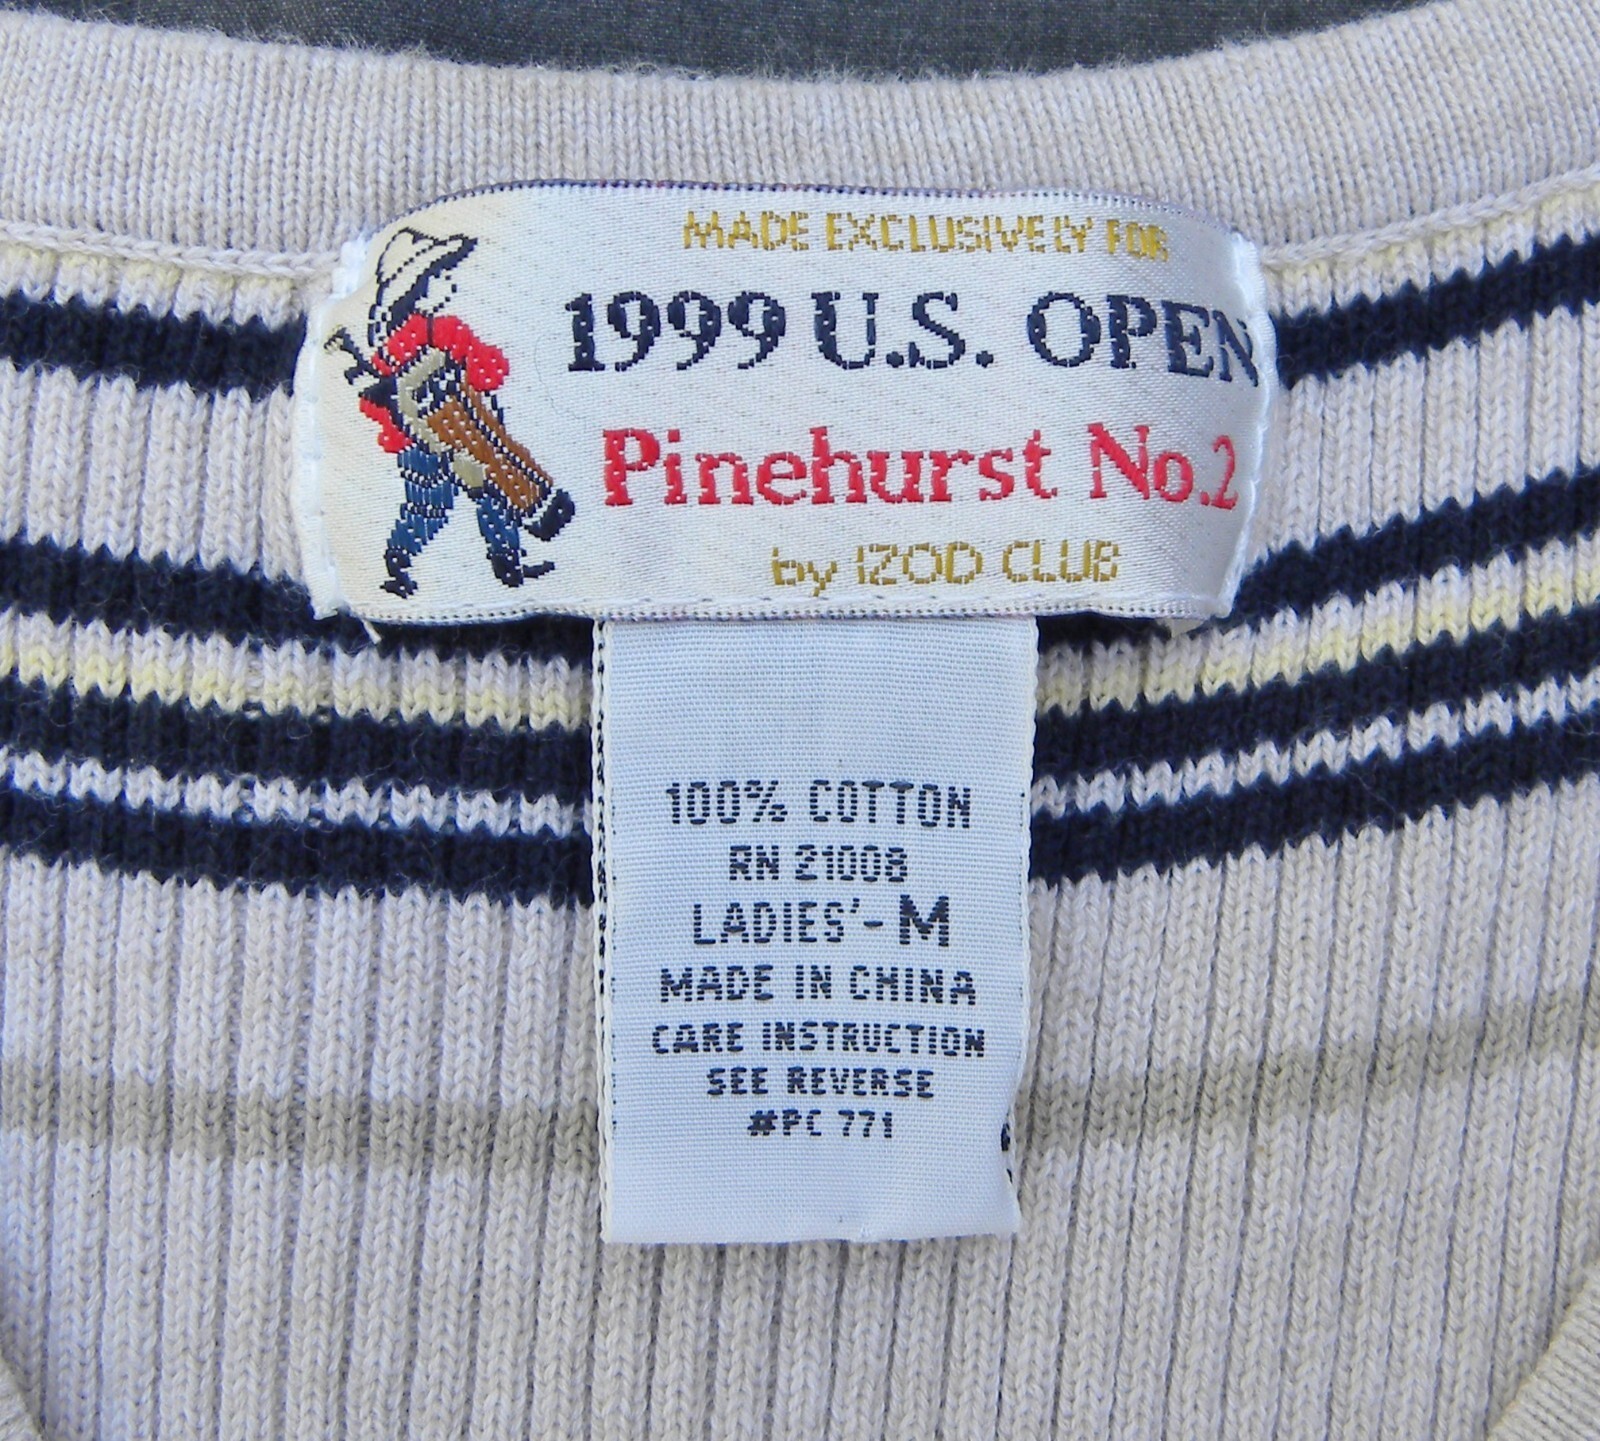 MADE EXCLUSIVELY FOR
1999 U.S. OPEN
Pinehurst No.2
by IZOD CLUB
100% COTTON
RN 21008
LADIES'-M
MADE IN CHINA
CARE INSTRUCTION
SEE REVERSE
#PC 771